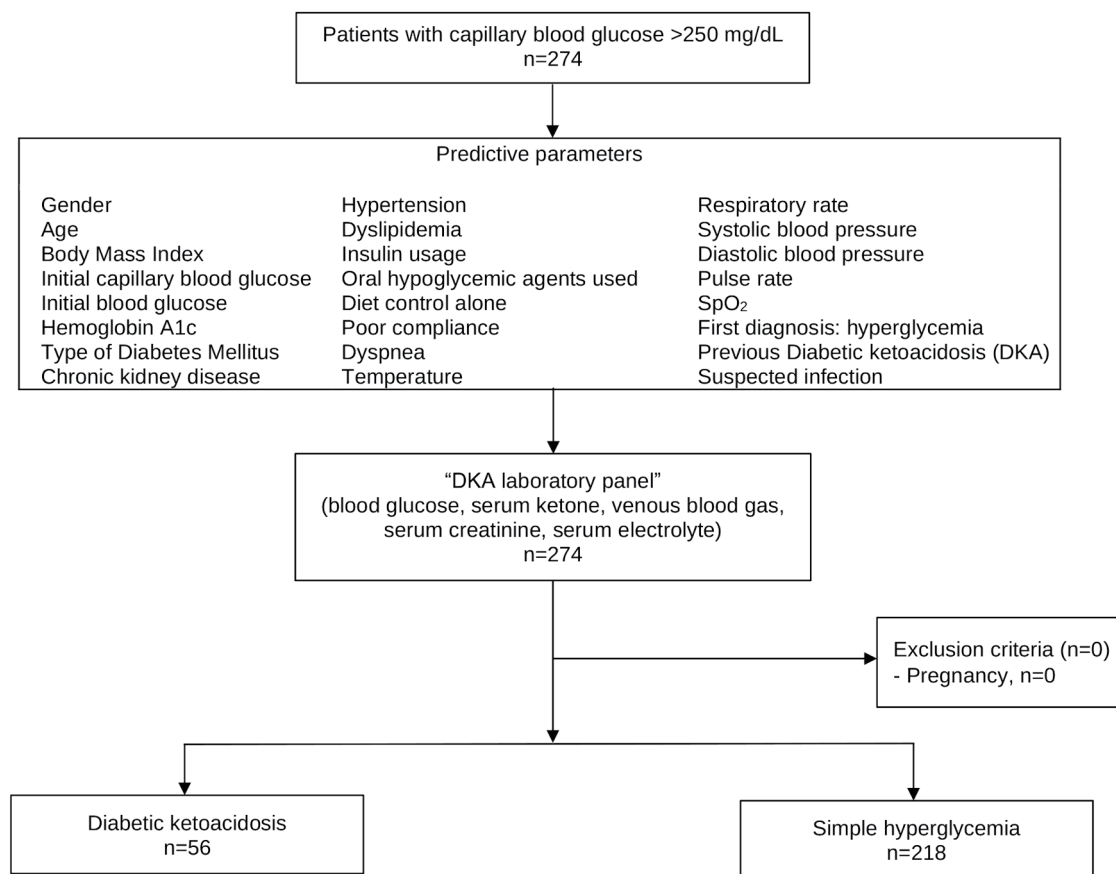 Patients with capillary blood glucose >250 mg/dL
n=274
Predictive parameters
Gender
Age
Body Mass Index
Initial capillary blood glucose
Initial blood glucose
Hemoglobin A1c
Type of Diabetes Mellitus
Chronic kidney disease
Hypertension
Dyslipidemia
Insulin usage
Oral hypoglycemic agents used
Diet control alone
Poor compliance
Dyspnea
Temperature
Respiratory rate
Systolic blood pressure
Diastolic blood pressure
Pulse rate
SpO₂
First diagnosis: hyperglycemia
Previous Diabetic ketoacidosis (DKA)
Suspected infection
“DKA laboratory panel”
(blood glucose, serum ketone, venous blood gas,
serum creatinine, serum electrolyte)
n=274
Exclusion criteria (n=0)
- Pregnancy, n=0
Diabetic ketoacidosis
n=56
Simple hyperglycemia
n=218